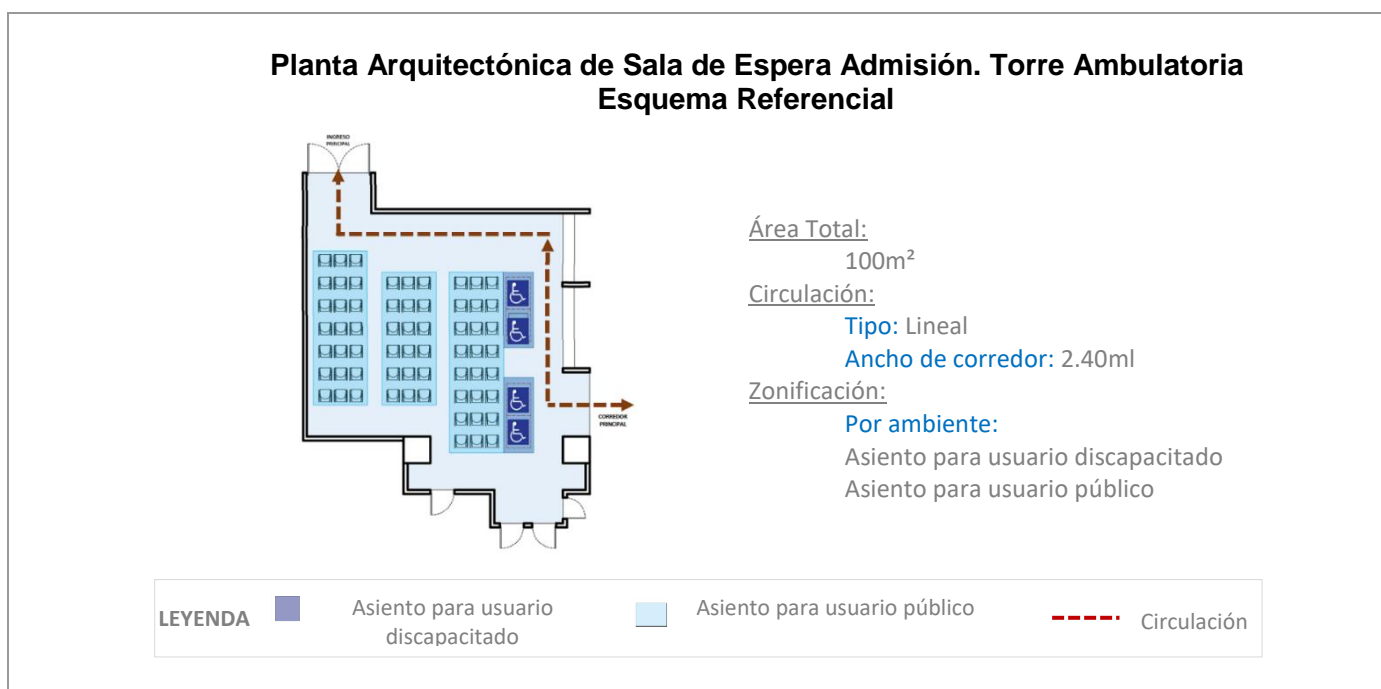 Planta Arquitectónica de Sala de Espera Admisión. Torre Ambulatoria
Esquema Referencial
INGRESO
PRINCIPAL
CORREDOR
PRINCIPAL
Área Total:
100m²
Circulación:
Tipo: Lineal
Ancho de corredor: 2.40ml
Zonificación:
Por ambiente:
Asiento para usuario discapacitado
Asiento para usuario público
LEYENDA
Asiento para usuario
discapacitado
Asiento para usuario público
Circulación